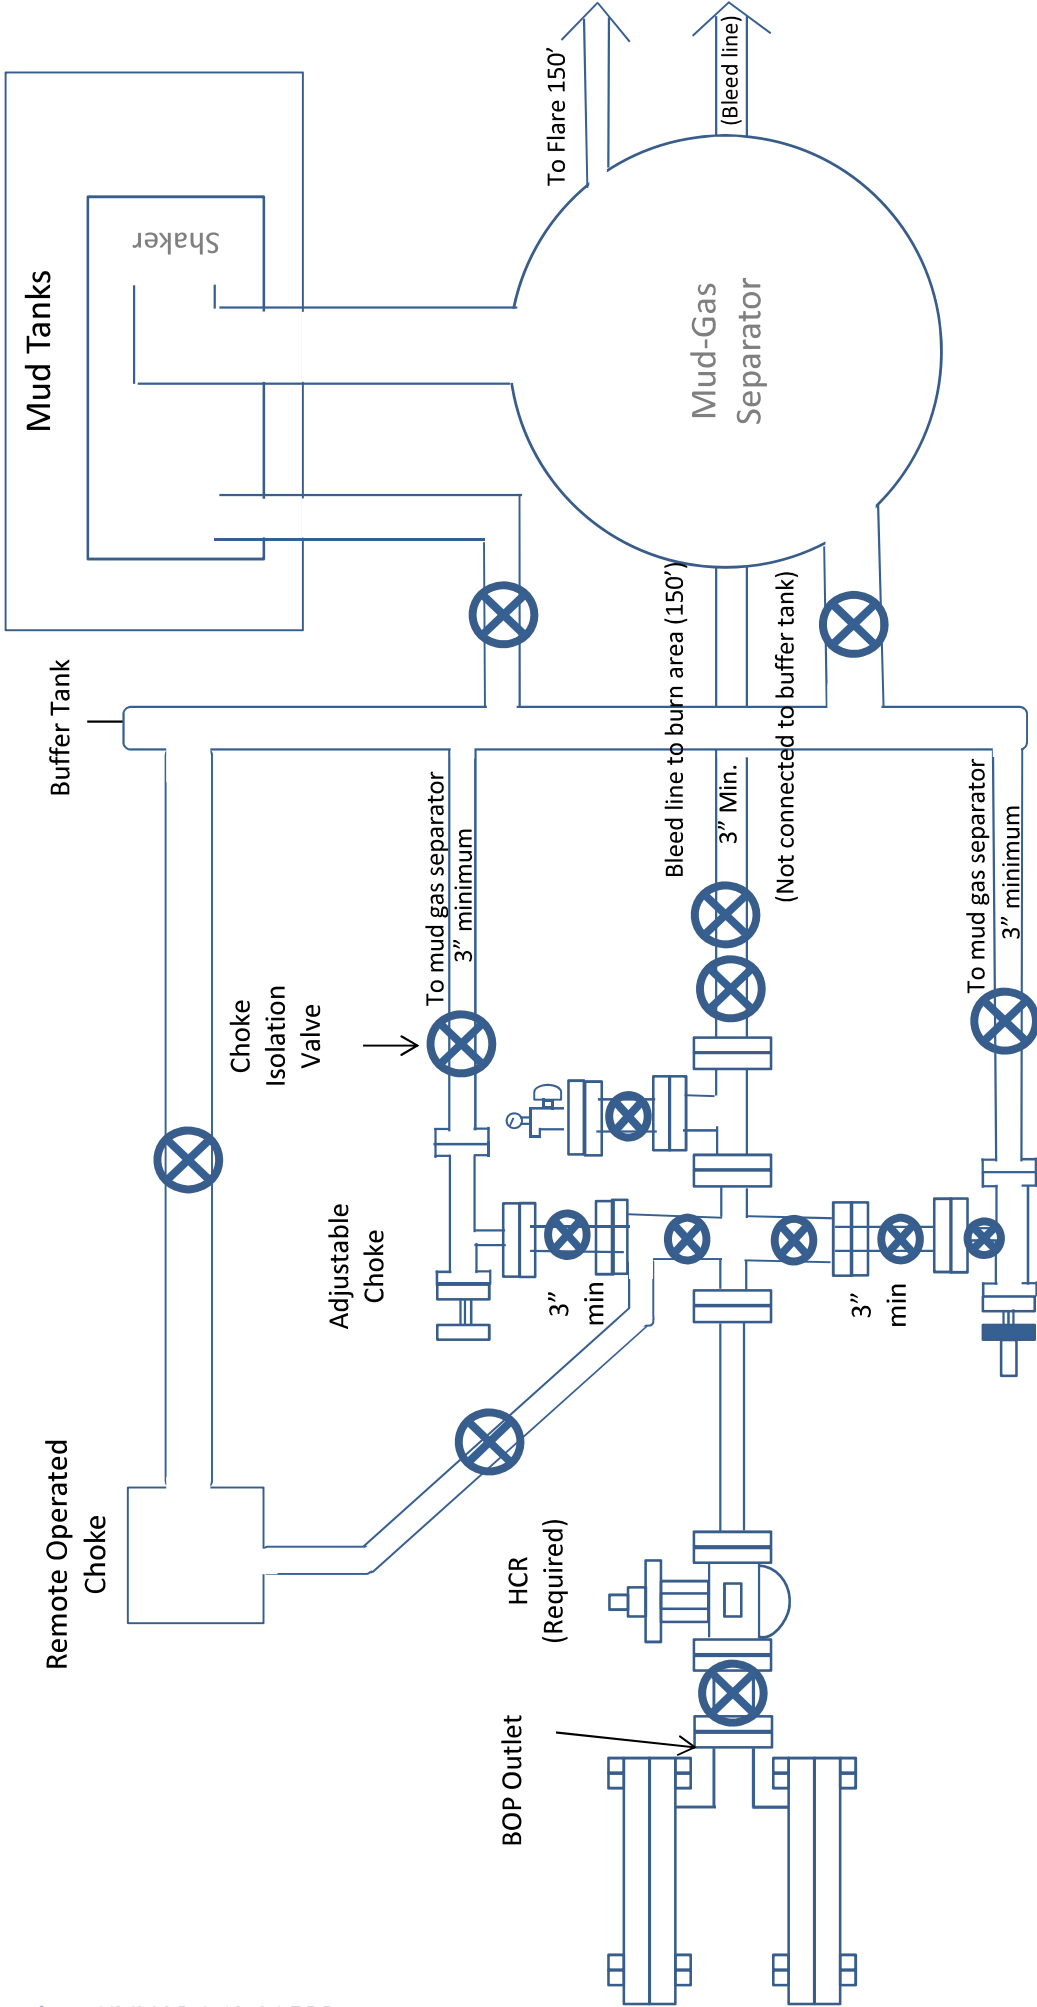 Mud Tanks
Shaker
To Flare 150’
(Bleed line)
Mud-Gas
Separator
Buffer Tank
Bleed line to burn area (150’)
3” Min.
(Not connected to buffer tank)
To mud gas separator
3” minimum
To mud gas separator
3” minimum
Choke
Isolation
Valve
Adjustable
Choke
3”
min
3”
min
Remote Operated
Choke
HCR
(Required)
BOP Outlet